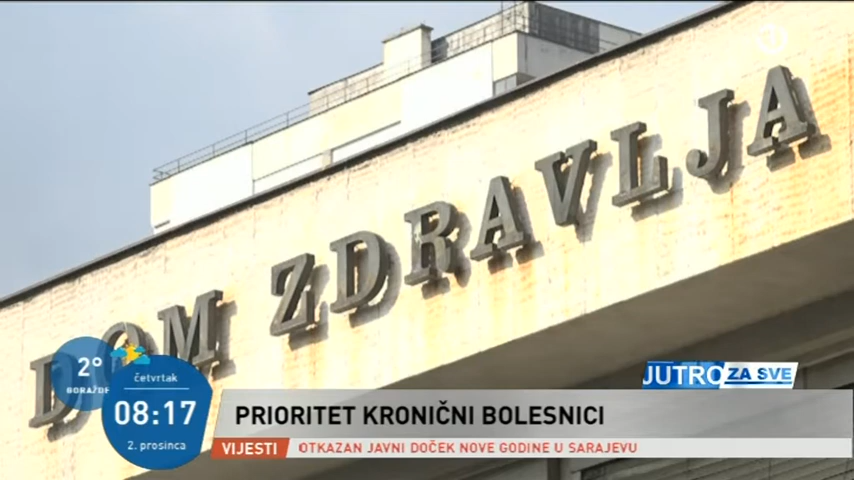 DOM ZDRAVLJA
2°
GORAŽDE
četvrtak
08:17
2. prosinca
JUTRO ZA SVE
PRIORITET KRONIČNI BOLESNICI
VIJESTI OTKAZAN JAVNI DOČEK NOVE GODINE U SARAJEVU